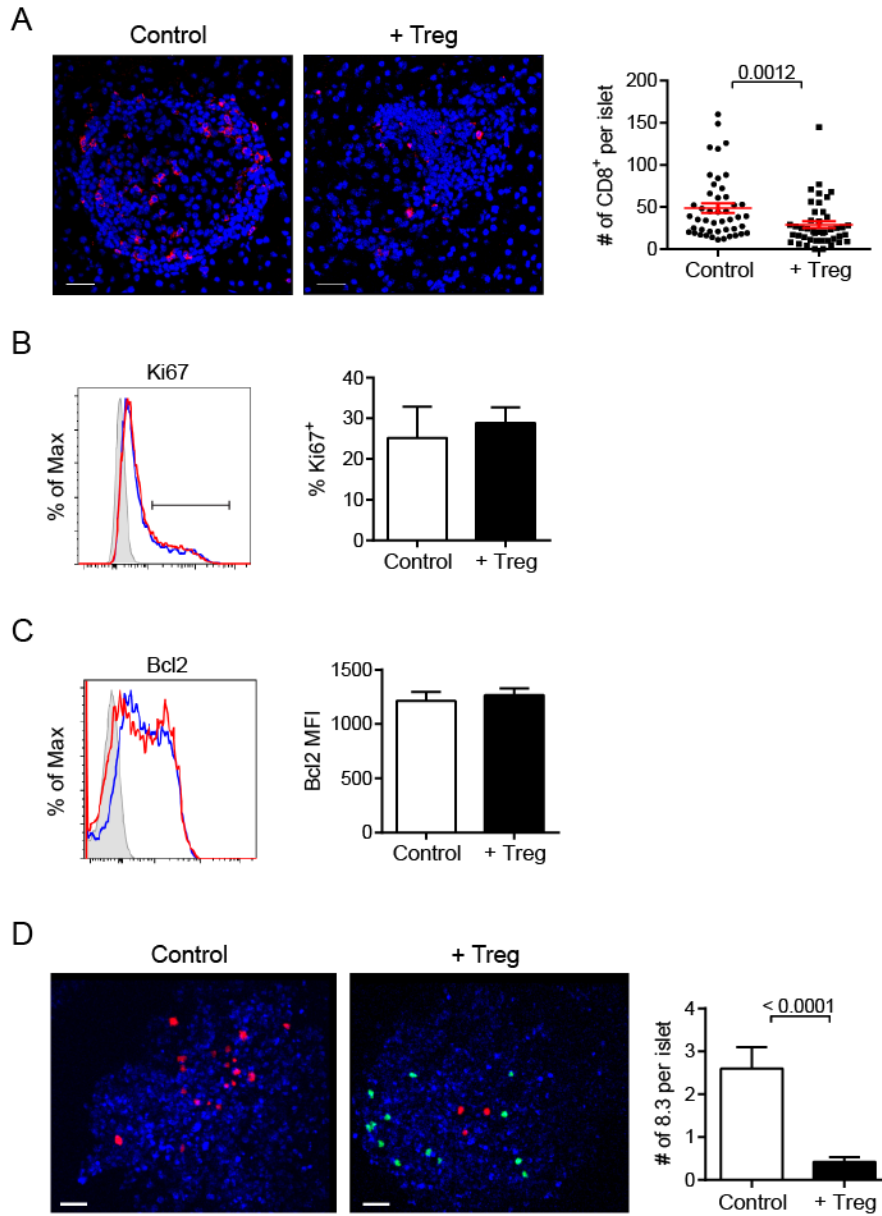 A
Control
+ Treg
# of CD8⁺ per islet
200
150
100
50
0
0.0012
Control
+ Treg
B
Ki67
% of Max
% Ki67⁺
40
30
20
10
0
Control
+ Treg
C
Bcl2
% of Max
Bcl2 MFI
1500
1000
500
0
Control
+ Treg
D
Control
+ Treg
# of 8.3 per islet
4
3
2
1
0
< 0.0001
Control
+ Treg